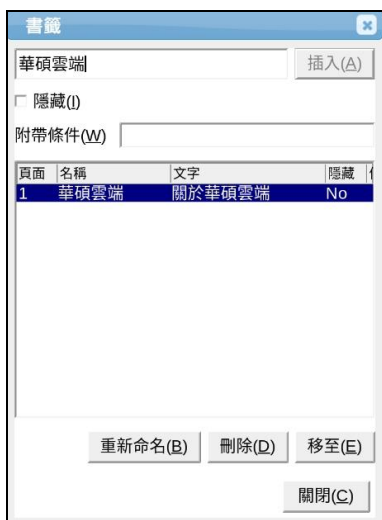 書籤
華碩雲端 插入(A)
隱藏(I)
附帶條件(W)
頁面 名稱 文字 隱藏
1 華碩雲端 關於華碩雲端 No
重新命名(B) 刪除(D) 移至(E)
關閉(C)